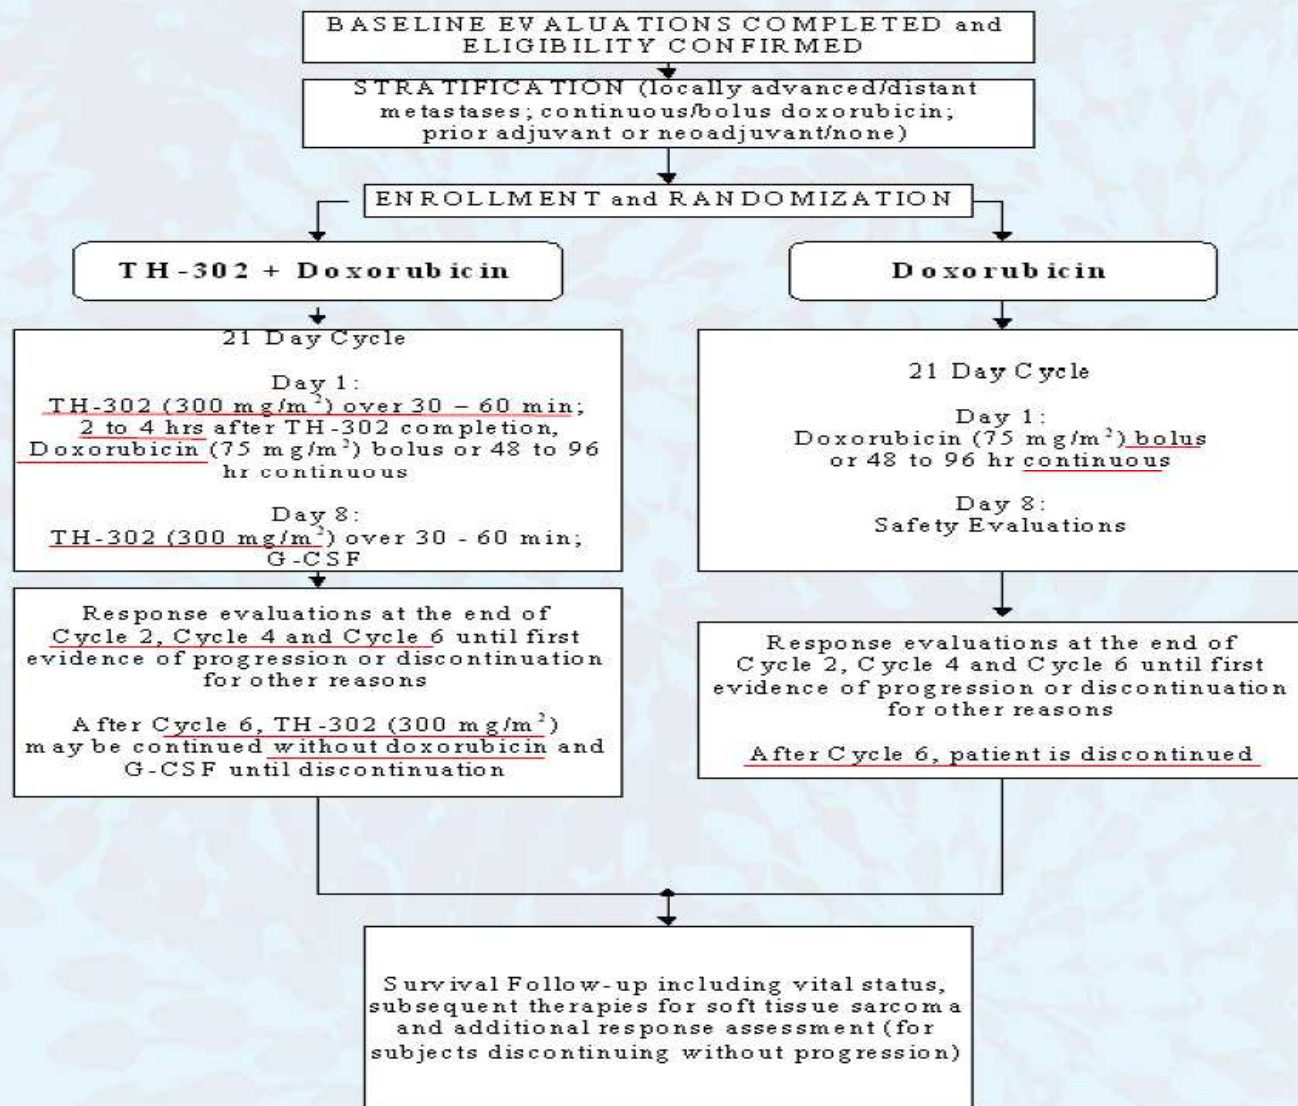 BASELINE EVALUATIONS COMPLETED and
ELIGIBILITY CONFIRMED
STRATIFICATION (locally advanced/distant
metastases; continuous/bolus doxorubicin;
prior adjuvant or neoadjuvant/none)
ENROLLMENT and RANDOMIZATION
TH-302 + Doxorubicin
21 Day Cycle
Day 1:
TH-302 (300 mg/m²) over 30 – 60 min;
2 to 4 hrs after TH-302 completion,
Doxorubicin (75 mg/m²) bolus or 48 to 96
hr continuous
Day 8:
TH-302 (300 mg/m²) over 30 - 60 min;
G-CSF
Response evaluations at the end of
Cycle 2, Cycle 4 and Cycle 6 until first
evidence of progression or discontinuation
for other reasons
After Cycle 6, TH-302 (300 mg/m²)
may be continued without doxorubicin and
G-CSF until discontinuation
Doxorubicin
21 Day Cycle
Day 1:
Doxorubicin (75 mg/m²) bolus
or 48 to 96 hr continuous
Day 8:
Safety Evaluations
Response evaluations at the end of
Cycle 2, Cycle 4 and Cycle 6 until first
evidence of progression or discontinuation
for other reasons
After Cycle 6, patient is discontinued
Survival Follow-up including vital status,
subsequent therapies for soft tissue sarcoma
and additional response assessment (for
subjects discontinuing without progression)